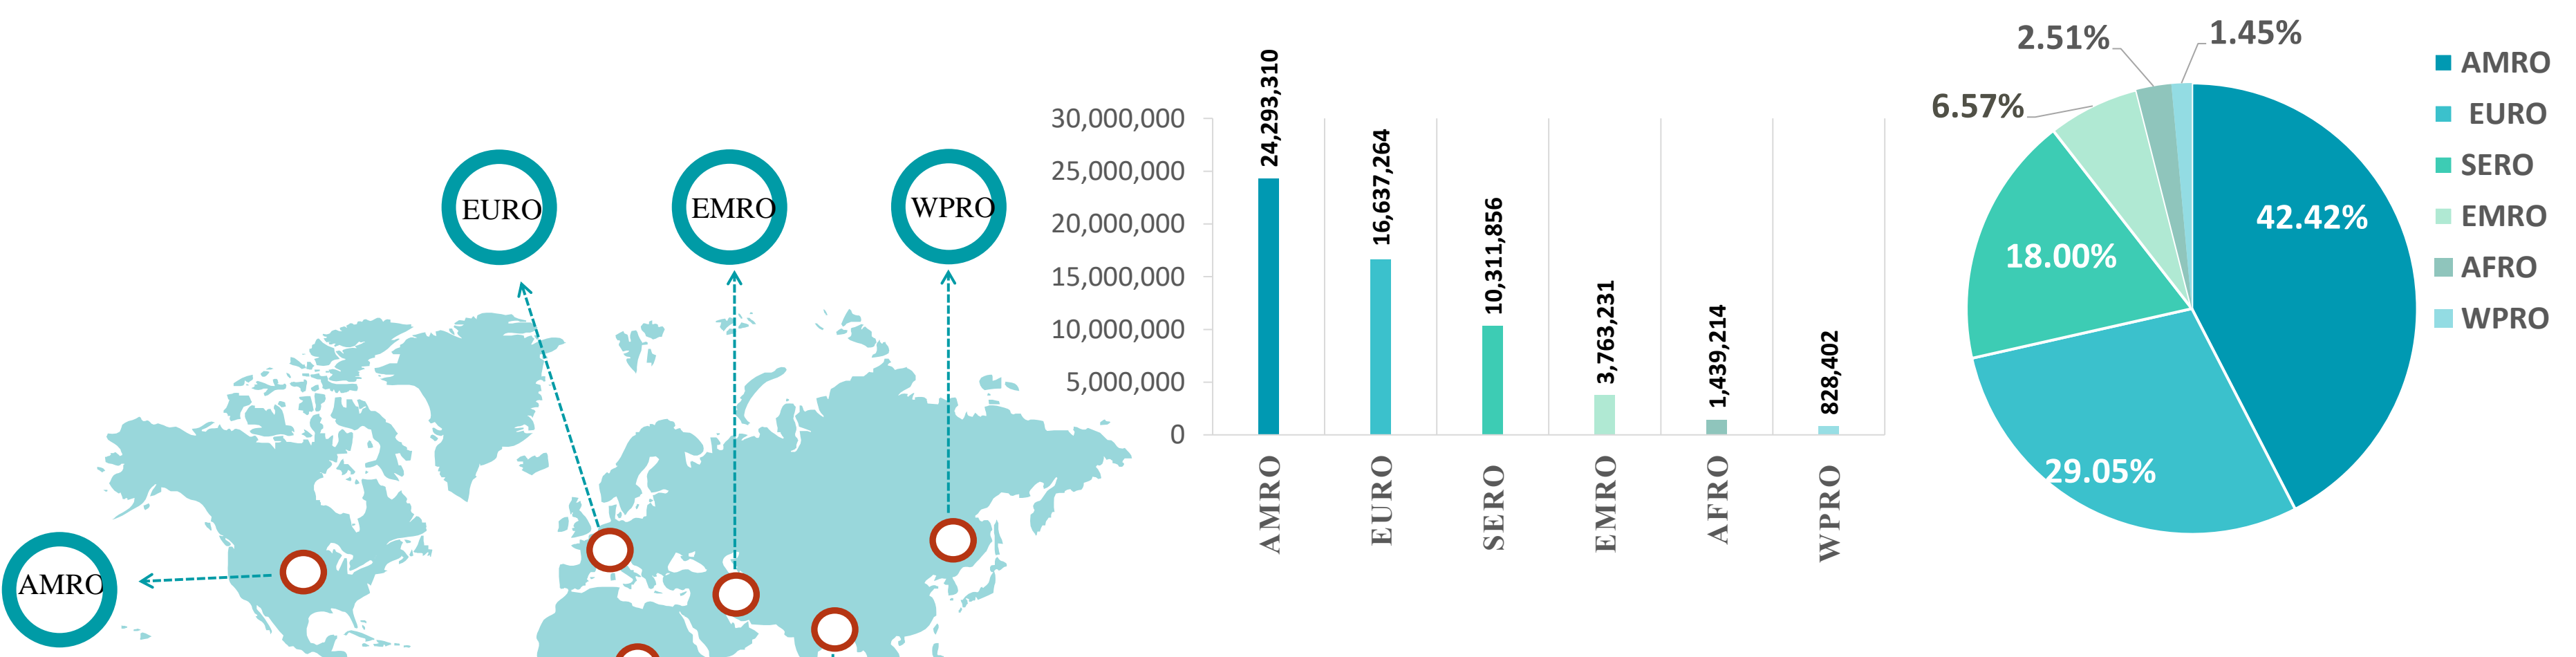 EURO
EMRO
WPRO
AMRO
24,293,310
16,637,264
10,311,856
3,763,231
1,439,214
828,402
30,000,000
25,000,000
20,000,000
15,000,000
10,000,000
5,000,000
0
AMRO
EURO
SERO
EMRO
AFRO
WPRO
2.51%
1.45%
6.57%
42.42%
18.00%
29.05%
AMRO
EURO
SERO
EMRO
AFRO
WPRO